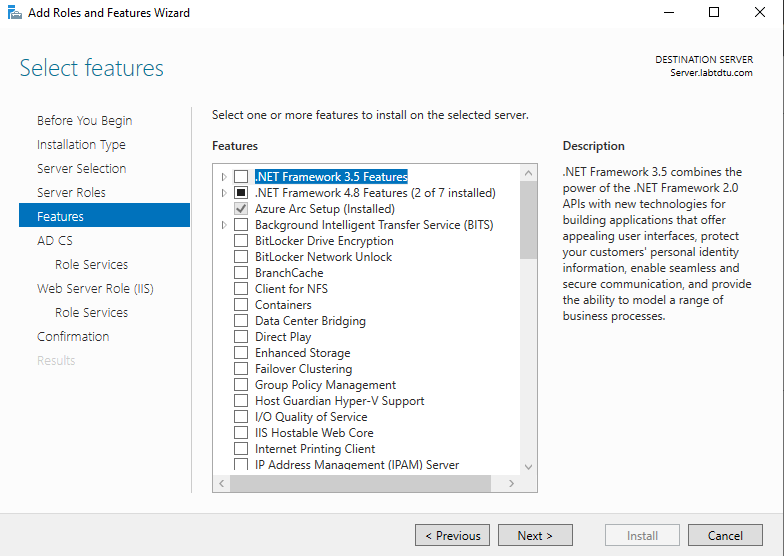 Add Roles and Features Wizard
Select features
DESTINATION SERVER
Server.labtdtu.com
Before You Begin
Installation Type
Server Selection
Server Roles
Features
AD CS
Role Services
Web Server Role (IIS)
Role Services
Confirmation
Results
Select one or more features to install on the selected server.
Features
.NET Framework 3.5 Features
.NET Framework 4.8 Features (2 of 7 installed)
Azure Arc Setup (Installed)
Background Intelligent Transfer Service (BITS)
BitLocker Drive Encryption
BitLocker Network Unlock
BranchCache
Client for NFS
Containers
Data Center Bridging
Direct Play
Enhanced Storage
Failover Clustering
Group Policy Management
Host Guardian Hyper-V Support
I/O Quality of Service
IIS Hostable Web Core
Internet Printing Client
IP Address Management (IPAM) Server
Description
.NET Framework 3.5 combines the
power of the .NET Framework 2.0
APIs with new technologies for
building applications that offer
appealing user interfaces, protect
your customers' personal identity
information, enable seamless and
secure communication, and provide
the ability to model a range of
business processes.
< Previous
Next >
Install
Cancel